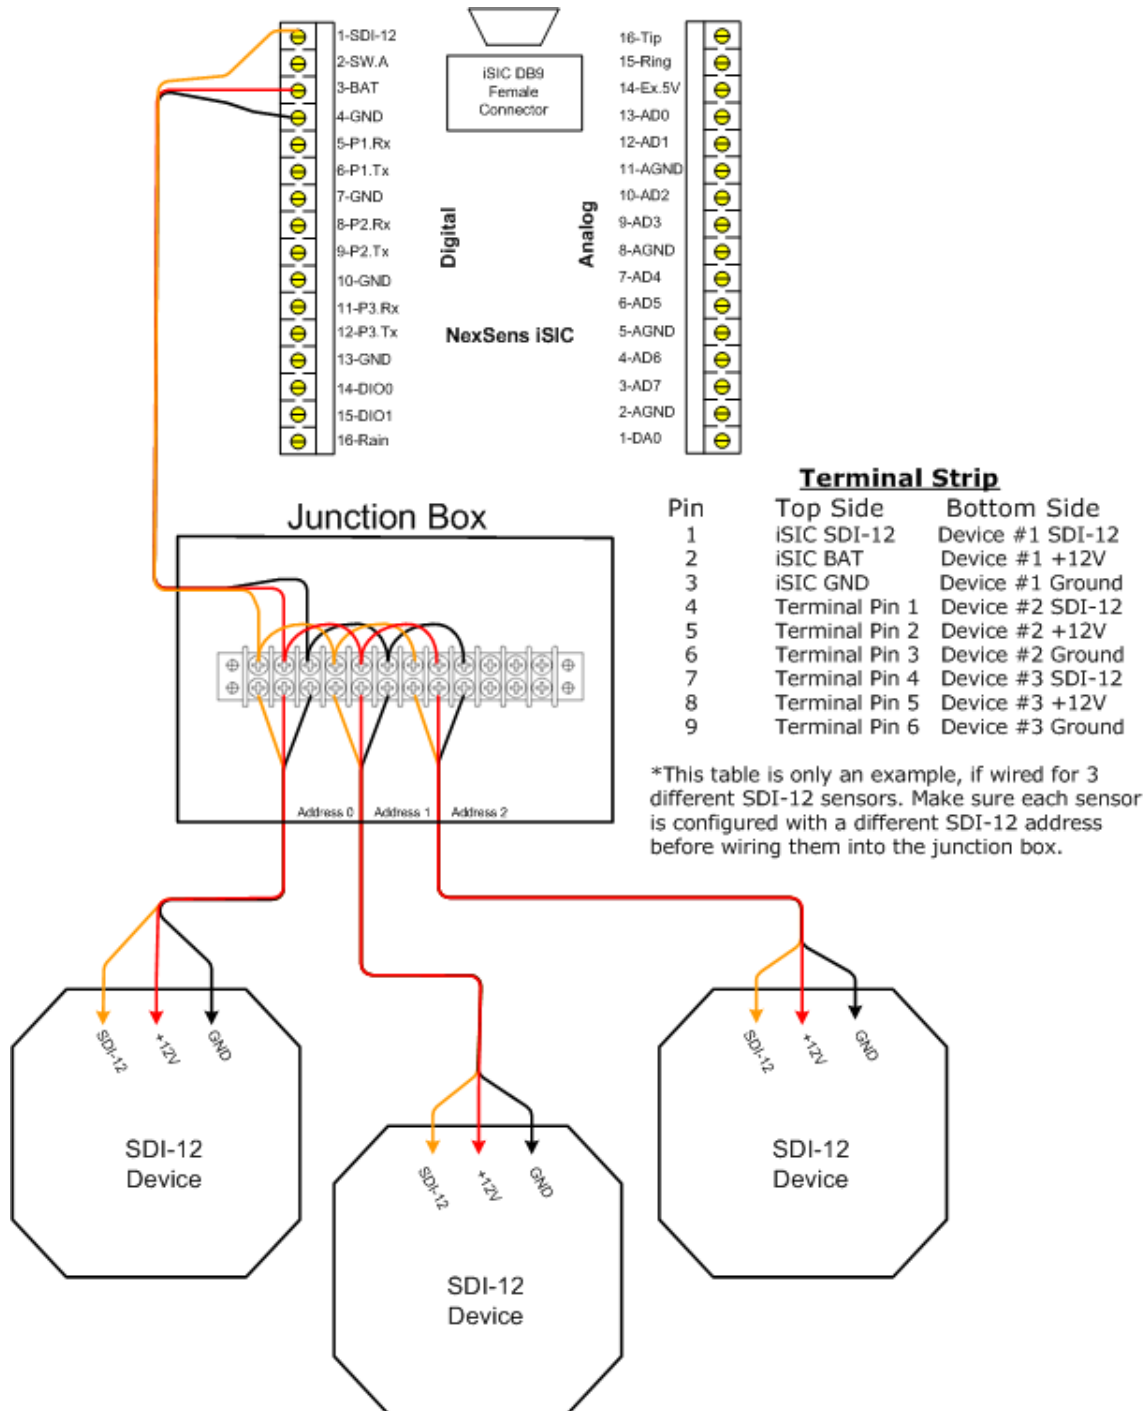 1-SDI-12
2-SW.A
3-BAT
4-GND
5-P1.Rx
6-P1.Tx
7-GND
8-P2.Rx
9-P2.Tx
10-GND
11-P3.Rx
12-P3.Tx
13-GND
14-DIO0
15-DIO1
16-Rain
iSIC DB9
Female
Connector
Digital
Analog
NexSens iSIC
16-Tip
15-Ring
14-Ex.5V
13-AD0
12-AD1
11-AGND
10-AD2
9-AD3
8-AGND
7-AD4
6-AD5
5-AGND
4-AD6
3-AD7
2-AGND
1-DA0
Junction Box
Address 0
Address 1
Address 2
Terminal Strip
Pin Top Side Bottom Side
1 iSIC SDI-12 Device #1 SDI-12
2 iSIC BAT Device #1 +12V
3 iSIC GND Device #1 Ground
4 Terminal Pin 1 Device #2 SDI-12
5 Terminal Pin 2 Device #2 +12V
6 Terminal Pin 3 Device #2 Ground
7 Terminal Pin 4 Device #3 SDI-12
8 Terminal Pin 5 Device #3 +12V
9 Terminal Pin 6 Device #3 Ground
*This table is only an example, if wired for 3
different SDI-12 sensors. Make sure each sensor
is configured with a different SDI-12 address
before wiring them into the junction box.
SDI-12
+12V
GND
SDI-12
Device
SDI-12
+12V
GND
SDI-12
Device
SDI-12
+12V
GND
SDI-12
Device